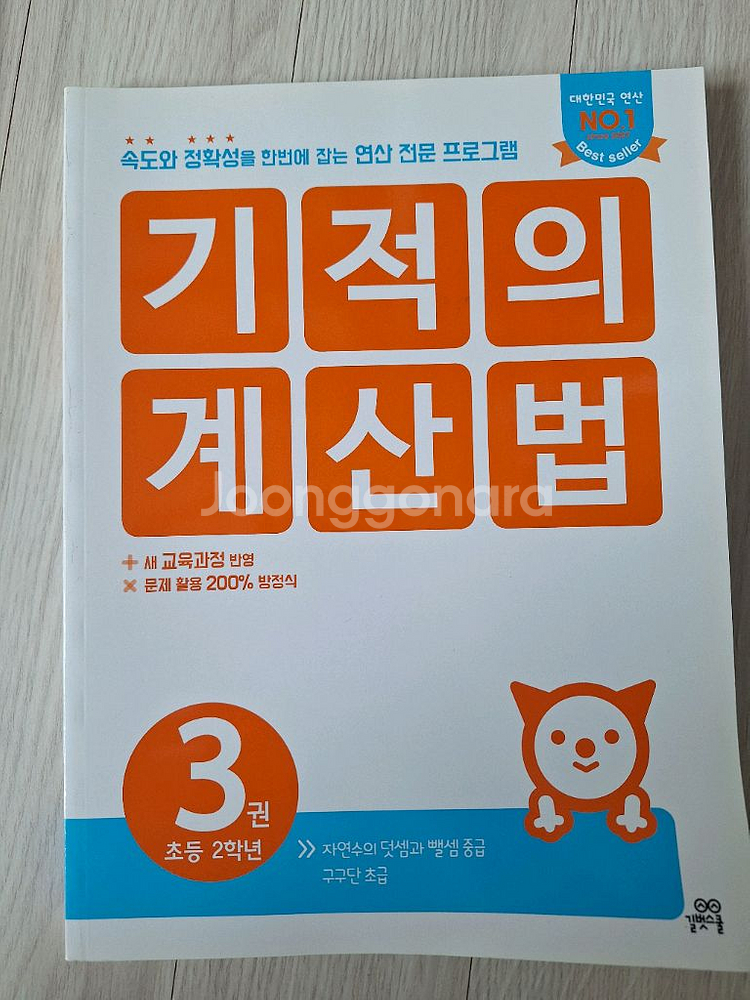 대한민국 연산
NO.1
Best seller
속도와 정확성을 한번에 잡는 연산 전문 프로그램
기적의
계산법
Joonggonara
+ 새 교육과정 반영
× 문제 활용 200% 방정식
3권
초등 2학년
>> 자연수의 덧셈과 뺄셈 중급
구구단 초급
길벗스쿨